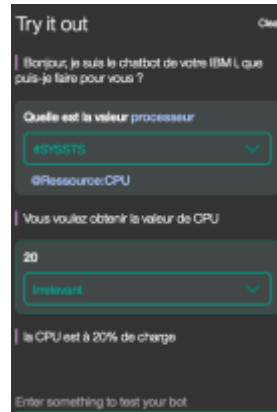 Try it out Clea
Bonjour, je suis le chatbot de votre IBM i, que
puis-je faire pour vous ?
Quelle est la valeur processeur
#SYSSTS
@Ressource:CPU
Vous voulez obtenir la valeur de CPU
20
Irrelevant
la CPU est à 20% de charge
Enter something to test your bot